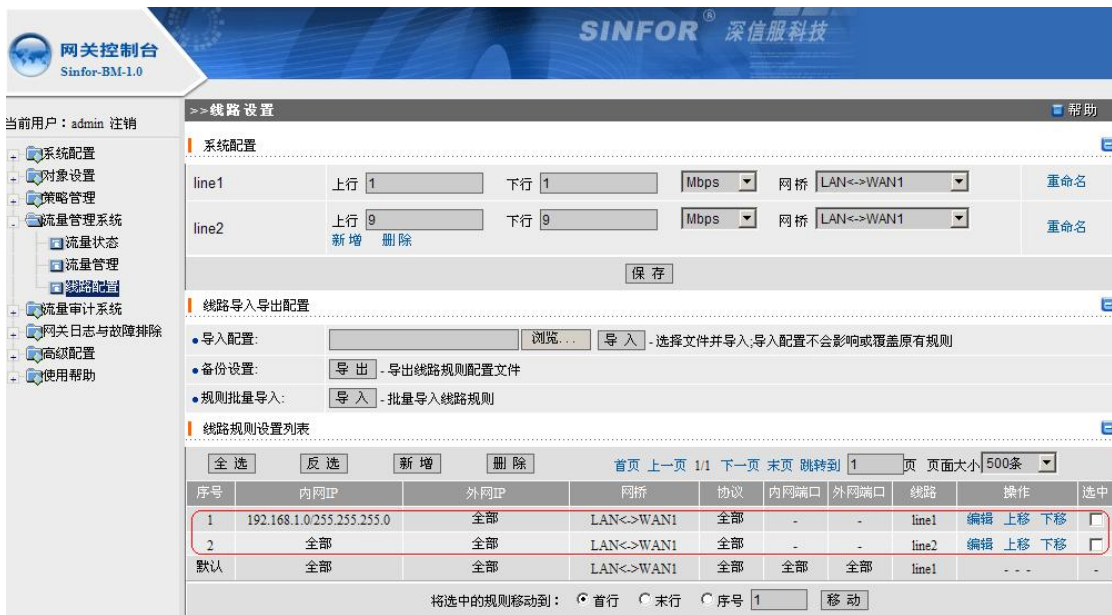 SINFOR® 深信服科技
网关控制台
Sinfor-BM-1.0
当前用户：admin 注销
系统配置
对象设置
策略管理
流量管理系统
流量状态
流量管理
线路配置
流量审计系统
网关日志与故障排除
高级配置
使用帮助
>>线路设置 帮助
系统配置
line1 上行 1 下行 1 Mbps 网桥 LAN<->WAN1 重命名
line2 上行 9 下行 9 Mbps 网桥 LAN<->WAN1 重命名
新增 删除
保存
线路导入导出配置
●导入配置: 浏览... 导入 -选择文件并导入;导入配置不会影响或覆盖原有规则
●备份设置: 导出 -导出线路规则配置文件
●规则批量导入: 导入 -批量导入线路规则
线路规则设置列表
全选 反选 新增 删除 首页 上一页 1/1 下一页 末页 跳转到 1 页 页面大小 500条
序号 内网IP 外网IP 网桥 协议 内网端口 外网端口 线路 操作 选中
1 192.168.1.0/255.255.255.0 全部 LAN<->WAN1 全部 - - line1 编辑 上移 下移
2 全部 全部 LAN<->WAN1 全部 - - line2 编辑 上移 下移
默认 全部 全部 LAN<->WAN1 全部 全部 全部 line1 - - - -
将选中的规则移动到： 首行 末行 序号 1 移动